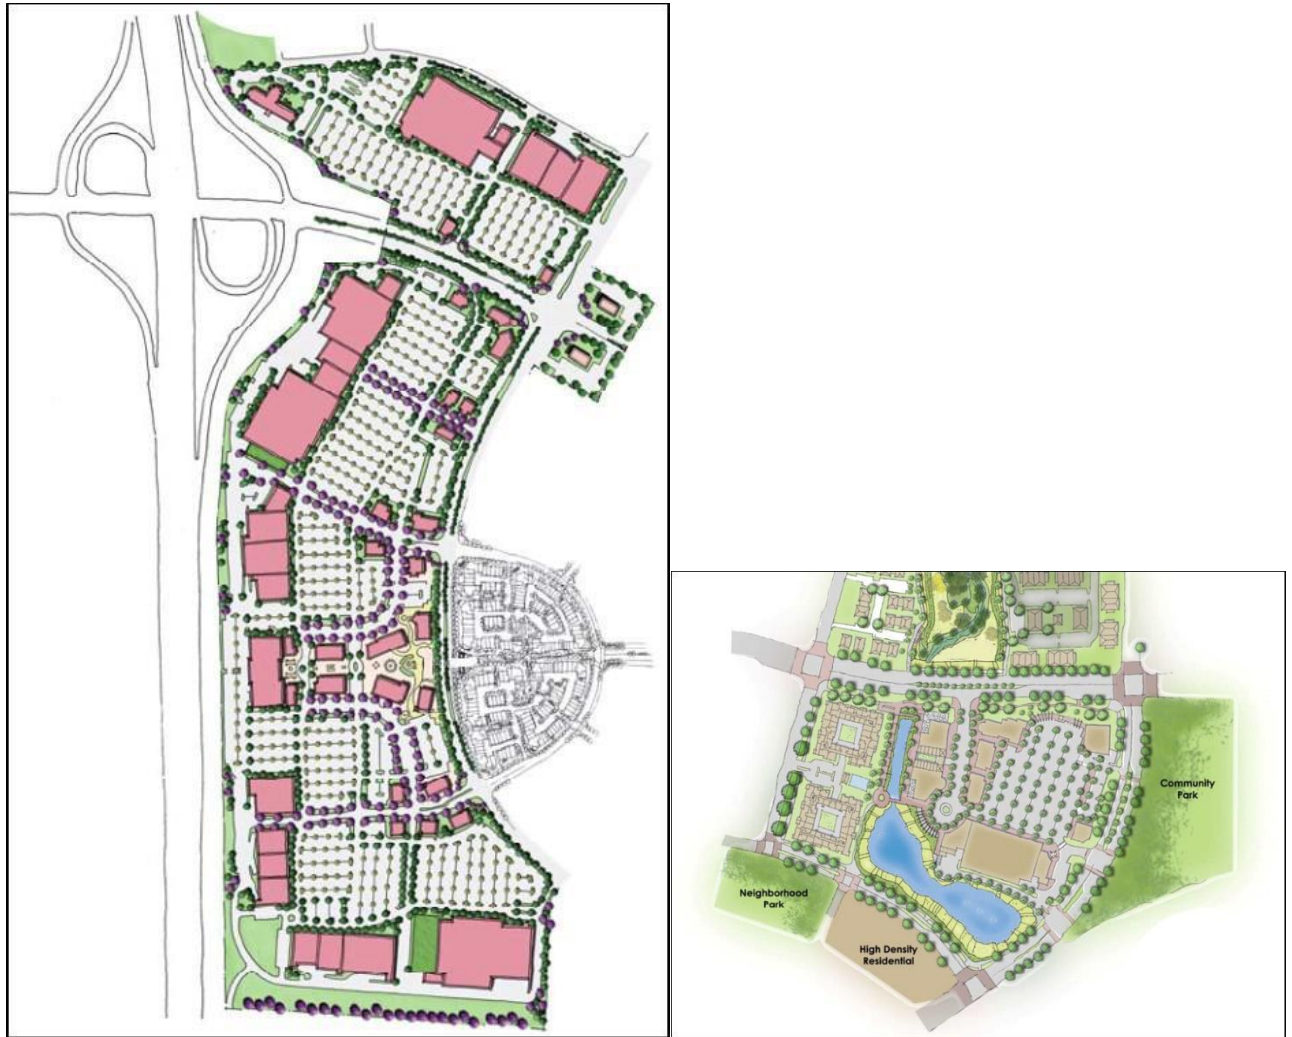 Community
Park
Neighborhood
Park
High Density
Residential